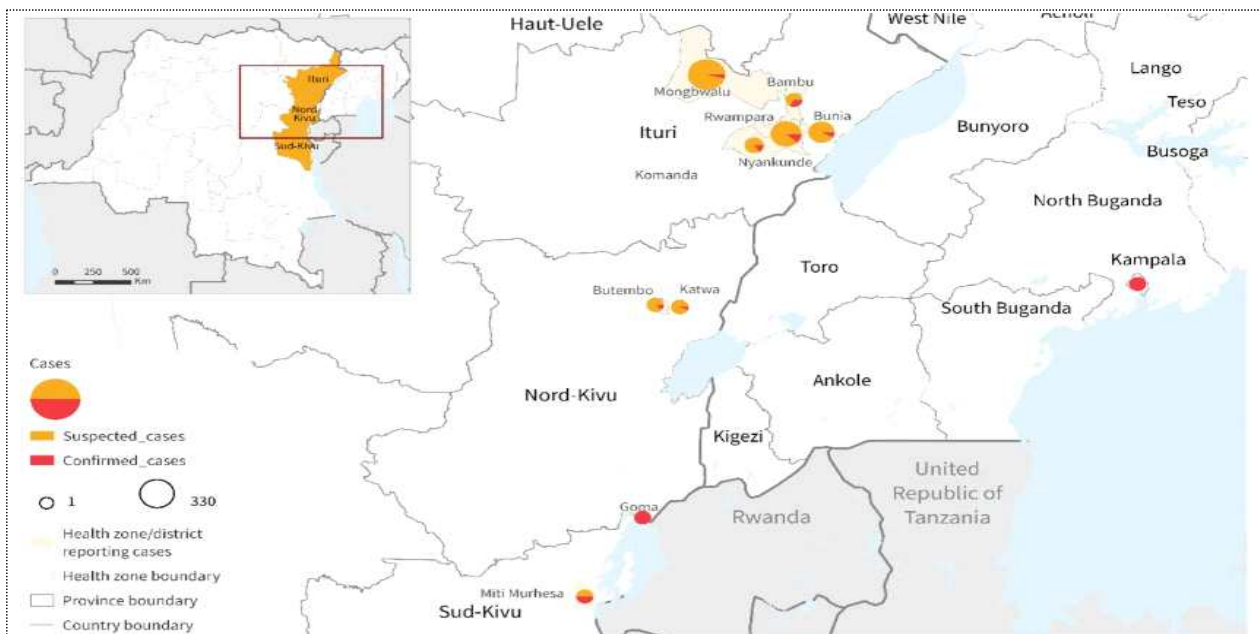 Ituri
Nord
Kivu
Sud-Kivu
0 250 500
Km
Haut-Uele
West Nile
Acholi
Lango
Teso
Busoga
Mongbwalu
Bambu
Rwampara
Bunia
Ituri
Nyankunde
Komanda
Bunyoro
North Buganda
Kampala
Toro
South Buganda
Butembo
Katwa
Ankole
Nord-Kivu
Kigezi
Goma
Rwanda
United
Republic of
Tanzania
Miti Murhesa
Sud-Kivu
Cases
Suspected_cases
Confirmed_cases
1
330
Health zone/district
reporting cases
Health zone boundary
Province boundary
Country boundary